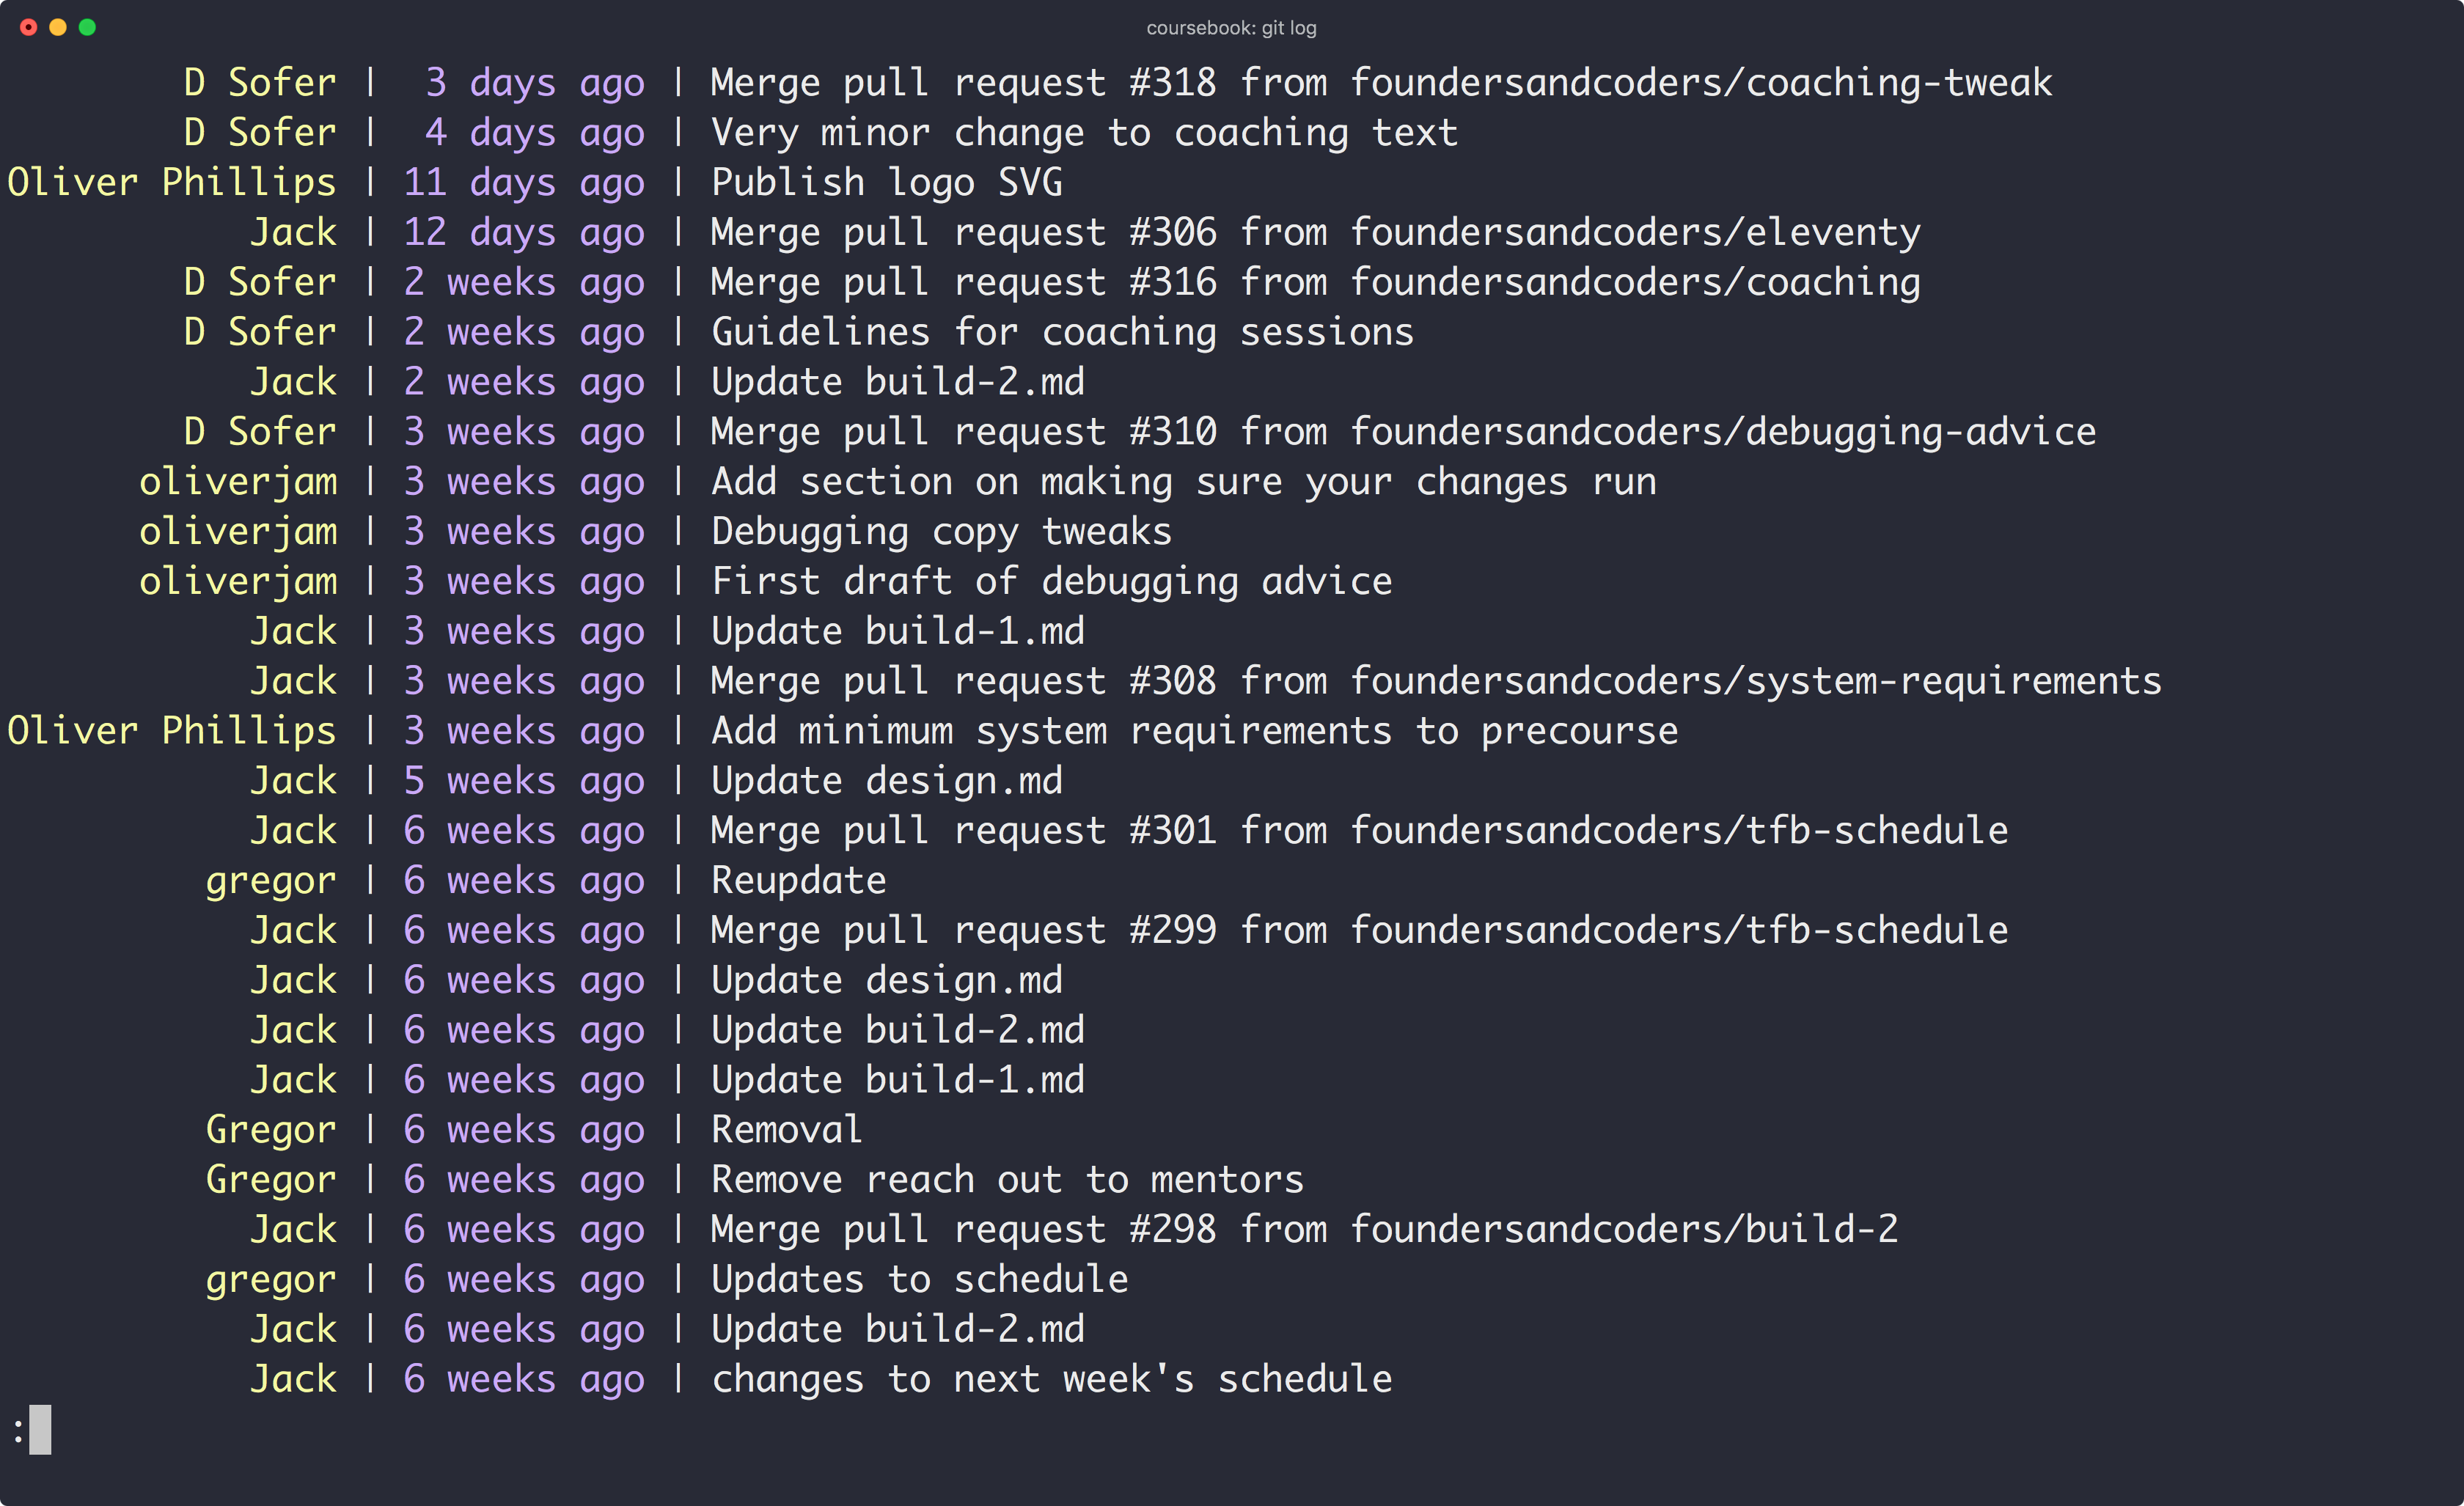 coursebook: git log
D Sofer | 3 days ago | Merge pull request #318 from foundersandcoders/coaching-tweak
D Sofer | 4 days ago | Very minor change to coaching text
Oliver Phillips | 11 days ago | Publish logo SVG
Jack | 12 days ago | Merge pull request #306 from foundersandcoders/eleventy
D Sofer | 2 weeks ago | Merge pull request #316 from foundersandcoders/coaching
D Sofer | 2 weeks ago | Guidelines for coaching sessions
Jack | 2 weeks ago | Update build-2.md
D Sofer | 3 weeks ago | Merge pull request #310 from foundersandcoders/debugging-advice
oliverjam | 3 weeks ago | Add section on making sure your changes run
oliverjam | 3 weeks ago | Debugging copy tweaks
oliverjam | 3 weeks ago | First draft of debugging advice
Jack | 3 weeks ago | Update build-1.md
Jack | 3 weeks ago | Merge pull request #308 from foundersandcoders/system-requirements
Oliver Phillips | 3 weeks ago | Add minimum system requirements to precourse
Jack | 5 weeks ago | Update design.md
Jack | 6 weeks ago | Merge pull request #301 from foundersandcoders/tfb-schedule
gregor | 6 weeks ago | Reupdate
Jack | 6 weeks ago | Merge pull request #299 from foundersandcoders/tfb-schedule
Jack | 6 weeks ago | Update design.md
Jack | 6 weeks ago | Update build-2.md
Jack | 6 weeks ago | Update build-1.md
Gregor | 6 weeks ago | Removal
Gregor | 6 weeks ago | Remove reach out to mentors
Jack | 6 weeks ago | Merge pull request #298 from foundersandcoders/build-2
gregor | 6 weeks ago | Updates to schedule
Jack | 6 weeks ago | Update build-2.md
Jack | 6 weeks ago | changes to next week's schedule
: